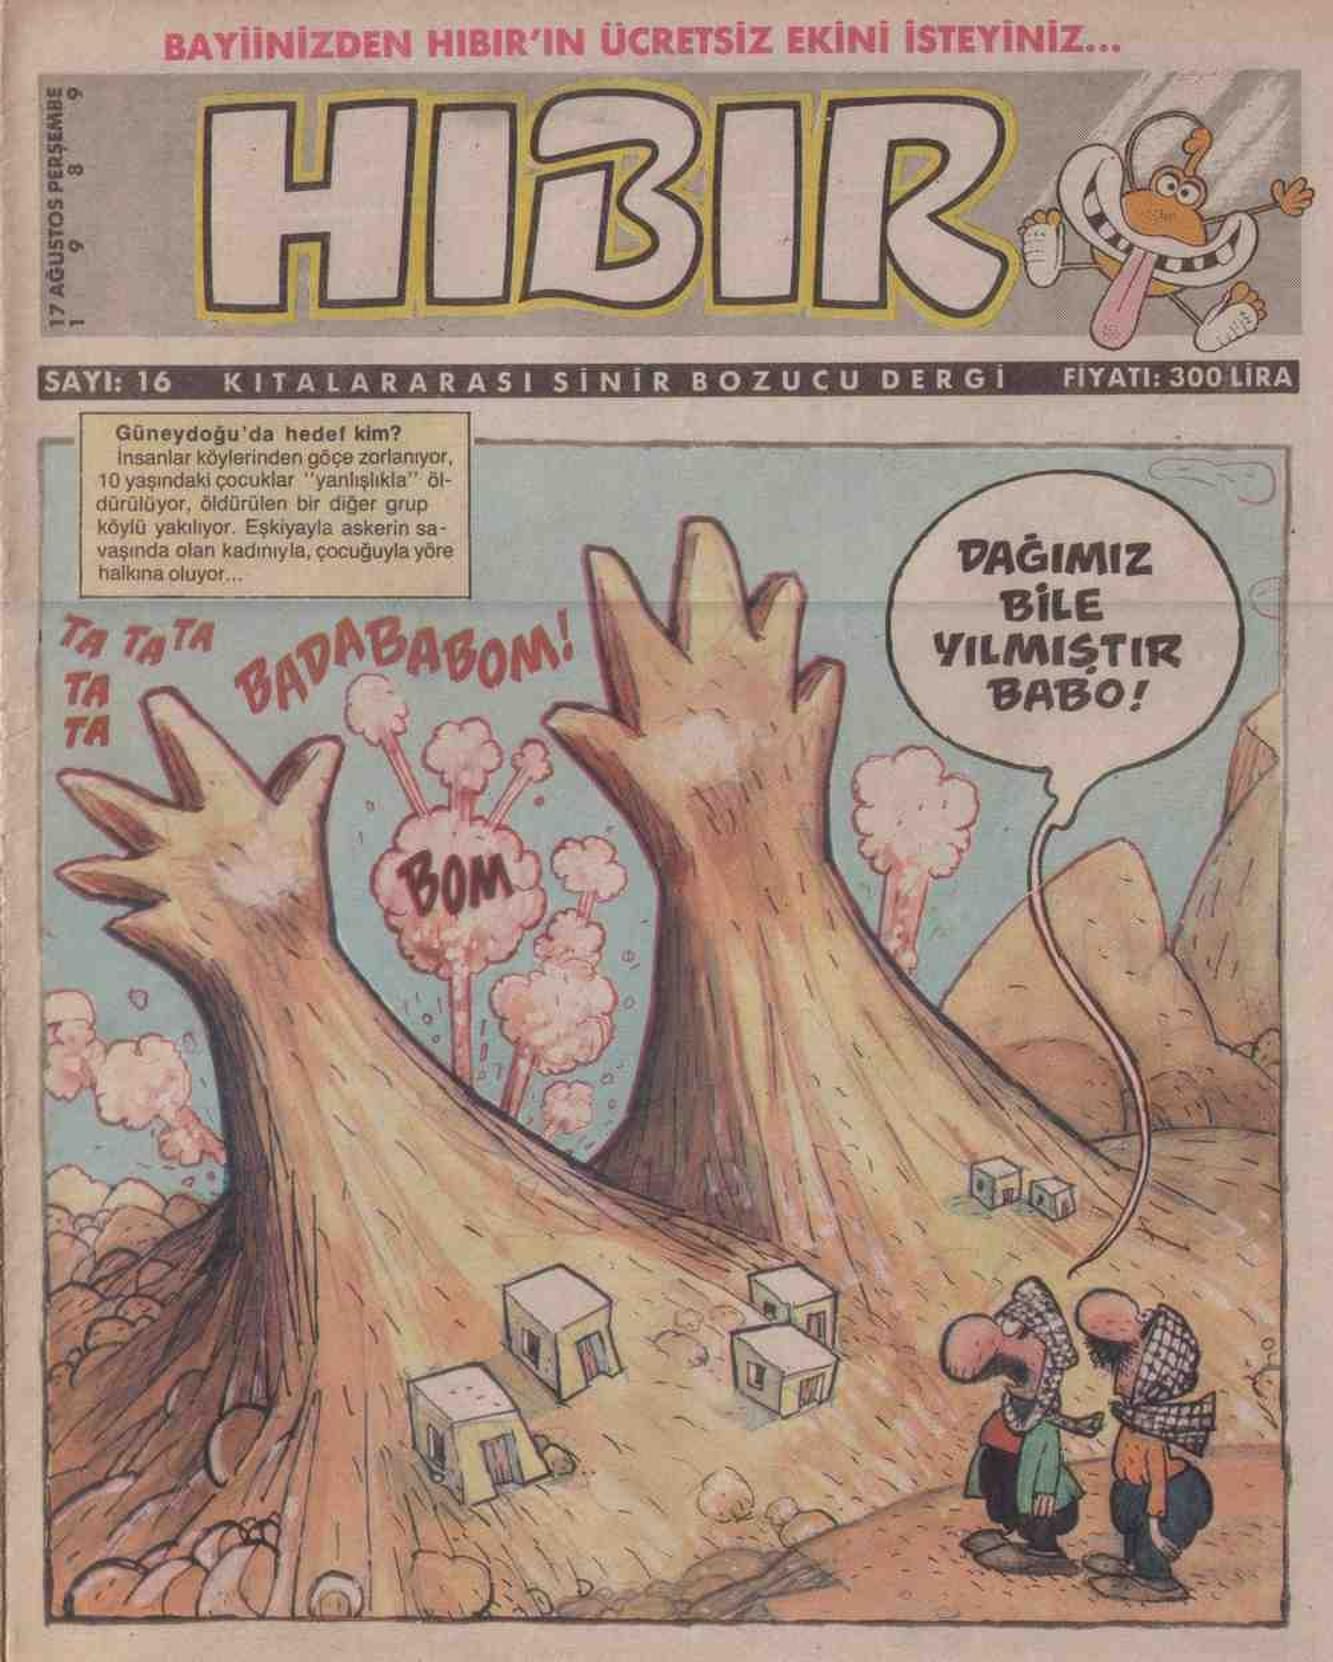 BAYİİNİZDEN HIBIR'IN ÜCRETSİZ EKİNİ İSTEYİNİZ...
17 AĞUSTOS PERŞEMBE
1 9 8 9
HIBIR
SAYI: 16 KITALARARASI SİNİR BOZUCU DERGİ FİYATI: 300 LİRA
Güneydoğu'da hedef kim?
İnsanlar köylerinden göçe zorlanıyor,
10 yaşındaki çocuklar "yanlışlıkla" öl-
dürülüyor, öldürülen bir diğer grup
köylü yakılıyor. Eşkiyayla askerin sa-
vaşında olan kadınıyla, çocuğuyla yöre
halkına oluyor...
DAĞIMIZ
BİLE
YILMIŞTIR
BABO!
TA TA TA
TA
TA
BADABABOM!
BOM